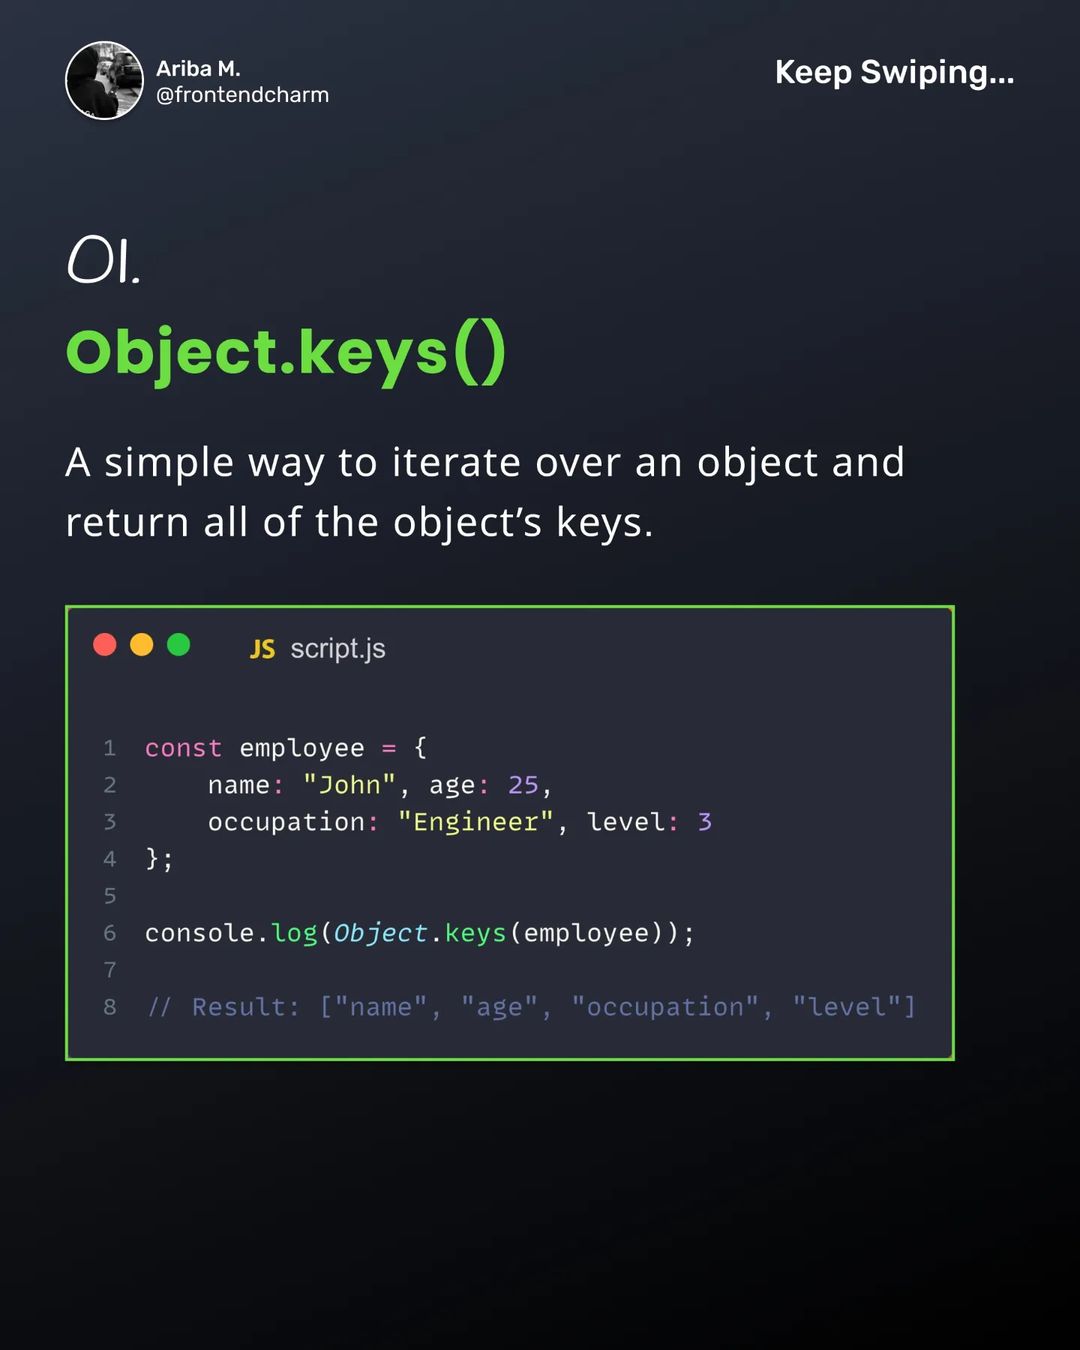 Ariba M.
@frontendcharm
Keep Swiping...
01.
Object.keys()
A simple way to iterate over an object and
return all of the object’s keys.
JS script.js
1 const employee = {
2     name: "John", age: 25,
3     occupation: "Engineer", level: 3
4 };
5
6 console.log(Object.keys(employee));
7
8 // Result: ["name", "age", "occupation", "level"]